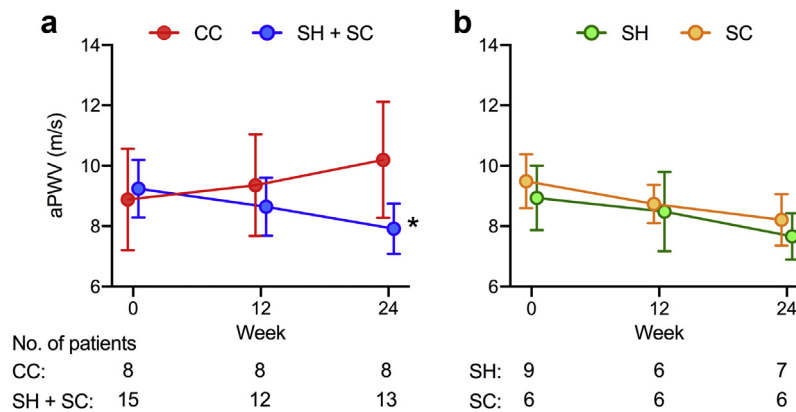 a
CC SH + SC
14
12
10
8
6
aPWV (m/s)
*
0 12 24
Week
No. of patients
CC: 8 8 8
SH + SC: 15 12 13
b
SH SC
14
12
10
8
6
0 12 24
Week
SH: 9 6 7
SC: 6 6 6